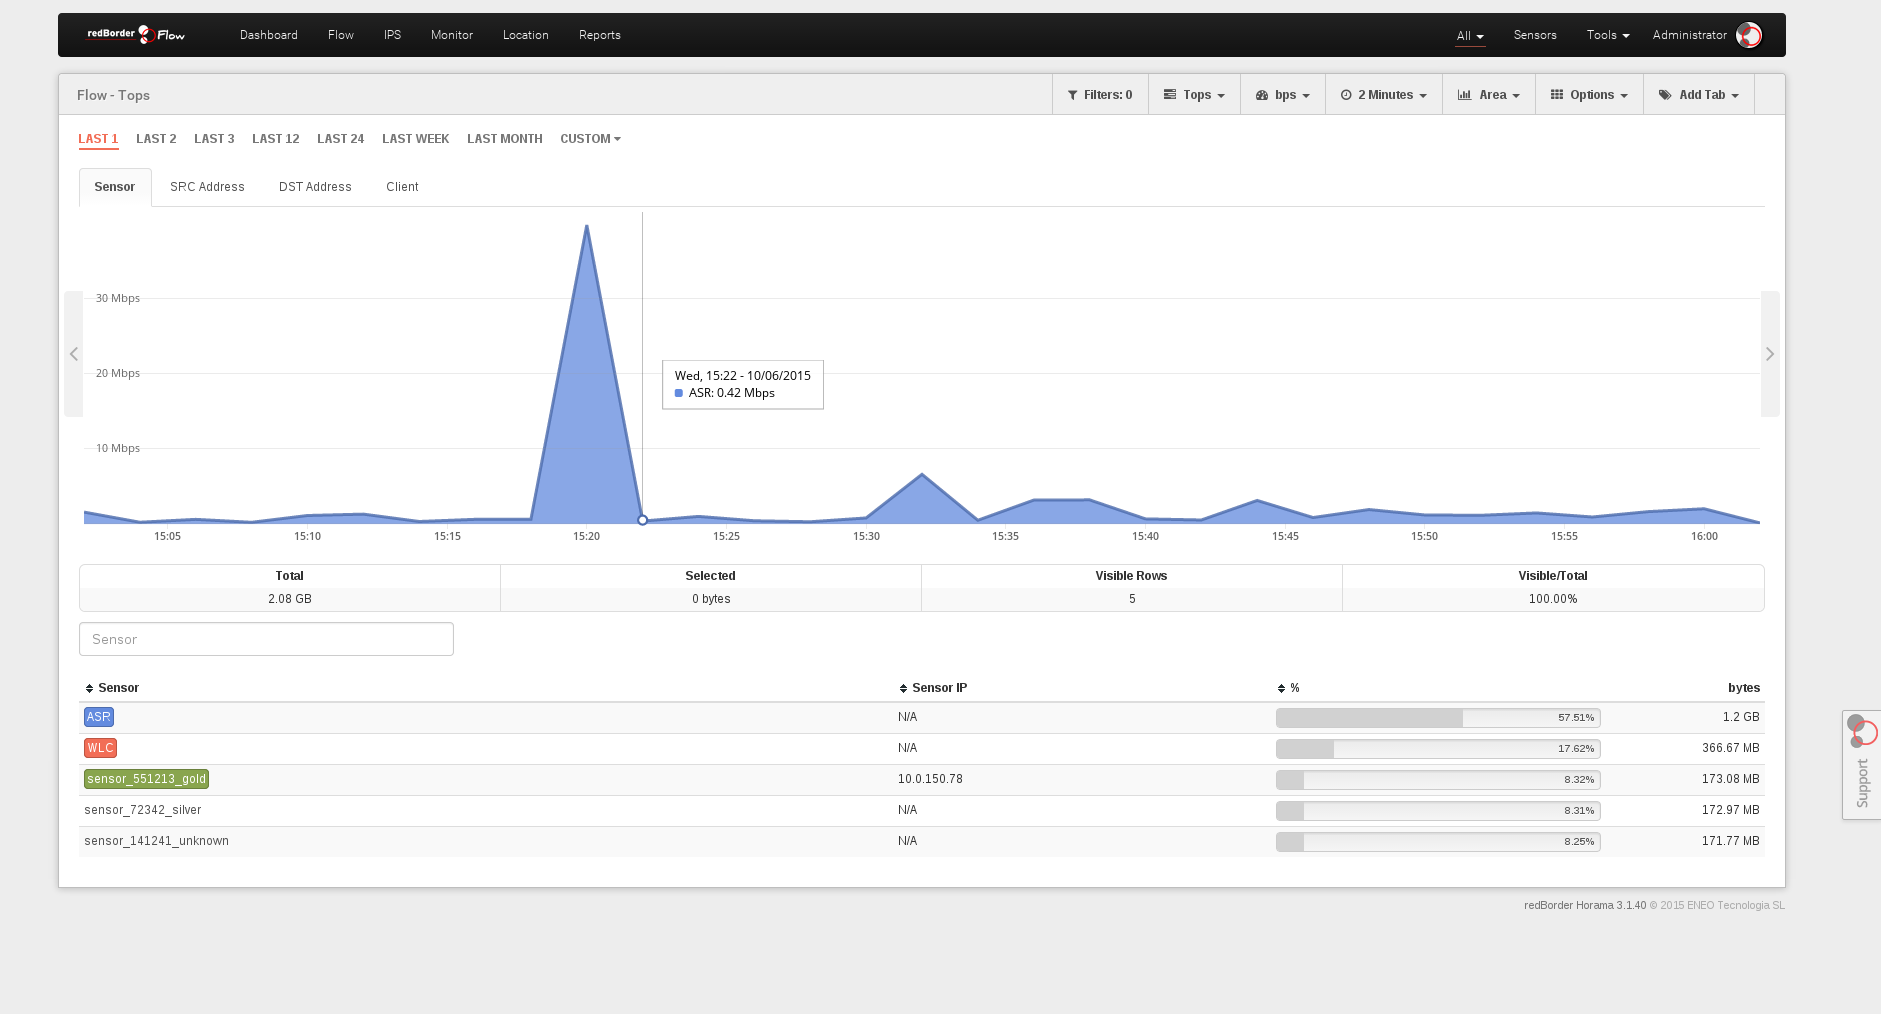 redBorder Flow Dashboard Flow IPS Monitor Location Reports All Sensors Tools Administrator
Flow - Tops Filters: 0 Tops bps 2 Minutes Area Options Add Tab
LAST 1 LAST 2 LAST 3 LAST 12 LAST 24 LAST WEEK LAST MONTH CUSTOM
Sensor SRC Address DST Address Client
30 Mbps
20 Mbps
Wed, 15:22 - 10/06/2015
ASR: 0.42 Mbps
10 Mbps
15:05 15:10 15:15 15:20 15:25 15:30 15:35 15:40 15:45 15:50 15:55 16:00
Total Selected Visible Rows Visible/Total
2.08 GB 0 bytes 5 100.00%
Sensor
Sensor Sensor IP % bytes
ASR N/A 57.51% 1.2 GB
WLC N/A 17.62% 366.67 MB
sensor_551213_gold 10.0.150.78 8.32% 173.08 MB
sensor_72342_silver N/A 8.31% 172.97 MB
sensor_141241_unknown N/A 8.25% 171.77 MB
Support
redBorder Horama 3.1.40 © 2015 ENEO Tecnologia SL